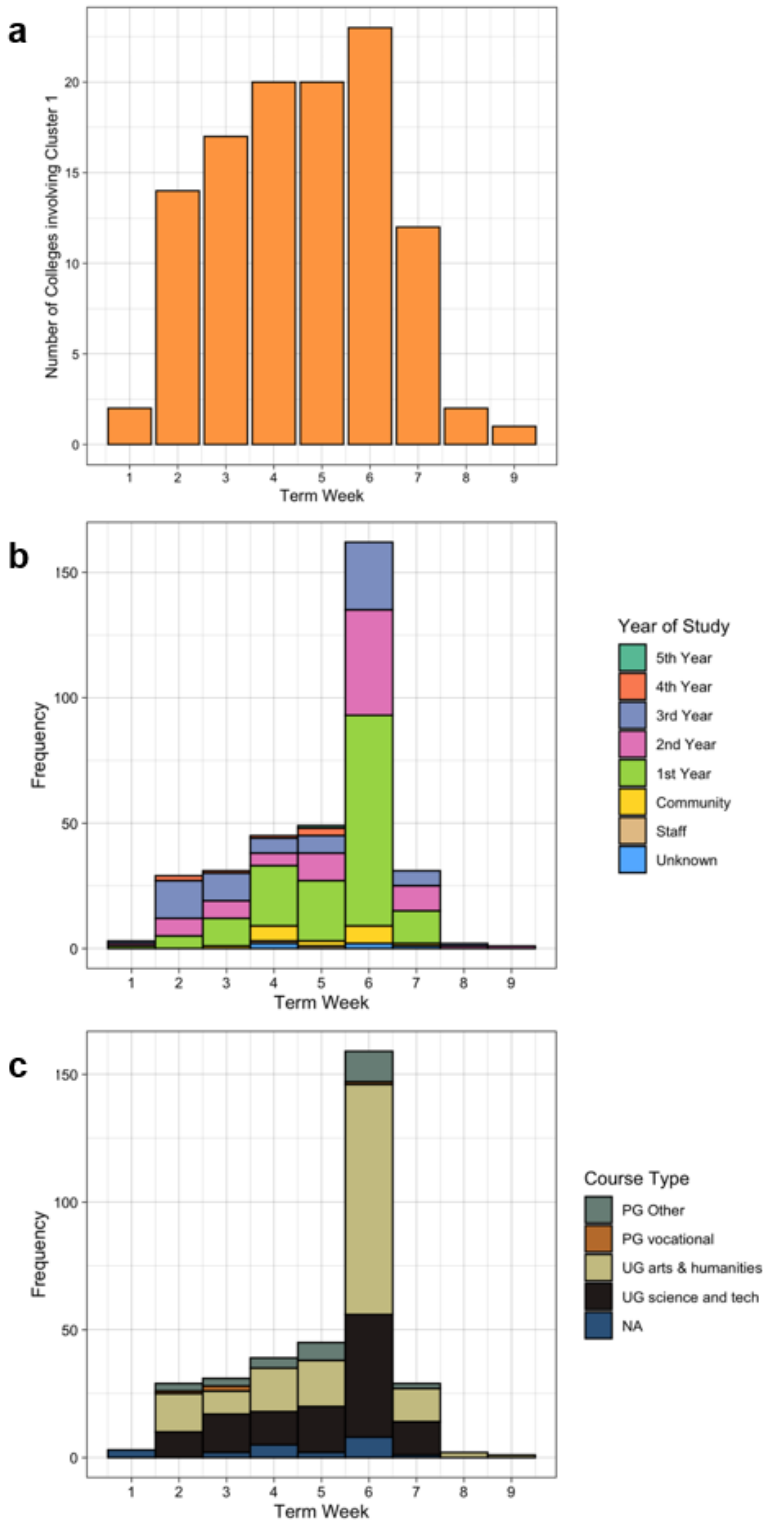 a
Number of Colleges involving Cluster 1
20
15
10
5
0
1 2 3 4 5 6 7 8 9
Term Week
b
Frequency
150
100
50
0
1 2 3 4 5 6 7 8 9
Term Week
Year of Study
5th Year
4th Year
3rd Year
2nd Year
1st Year
Community
Staff
Unknown
c
Frequency
150
100
50
0
1 2 3 4 5 6 7 8 9
Term Week
Course Type
PG Other
PG vocational
UG arts & humanities
UG science and tech
NA